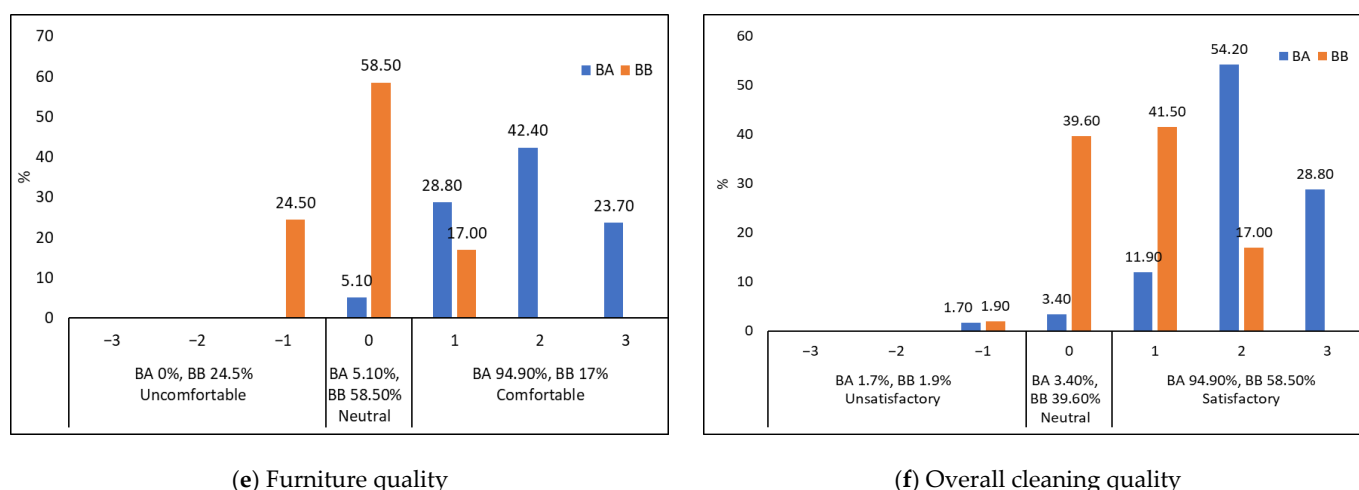 70
60
50
40
30
20
10
0
%
BA BB
58.50
42.40
28.80
24.50
23.70
17.00
5.10
−3 −2 −1 0 1 2 3
BA 0%, BB 24.5%
Uncomfortable
BA 5.10%,
BB 58.50%
Neutral
BA 94.90%, BB 17%
Comfortable
(e) Furniture quality
60
50
40
30
20
10
0
%
BA BB
54.20
39.60
41.50
28.80
17.00
11.90
1.70 1.90
3.40
−3 −2 −1 0 1 2 3
BA 1.7%, BB 1.9%
Unsatisfactory
BA 3.40%,
BB 39.60%
Neutral
BA 94.90%, BB 58.50%
Satisfactory
(f) Overall cleaning quality